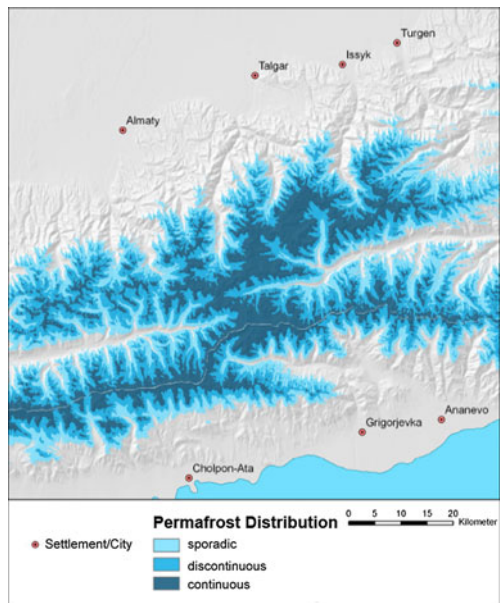 Turgen
Issyk
Talgar
Almaty
Ananevo
Grigorjevka
Cholpon-Ata
Permafrost Distribution
0 5 10 15 20
Kilometer
Settlement/City
sporadic
discontinuous
continuous